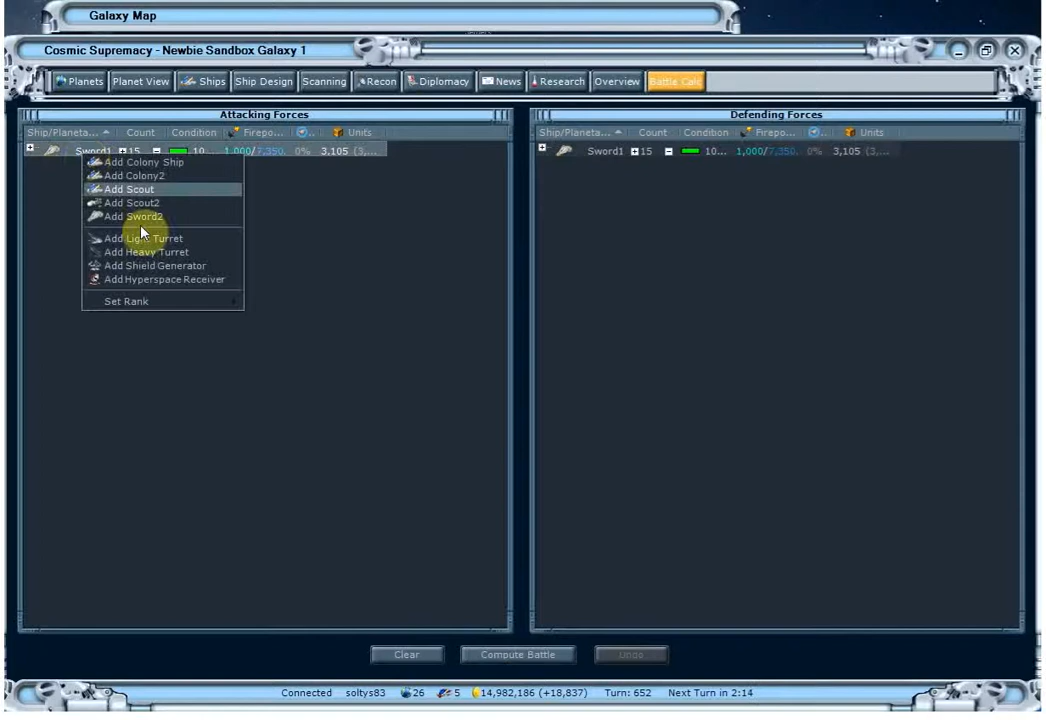 Galaxy Map
Cosmic Supremacy - Newbie Sandbox Galaxy 1
Planets Planet View Ships Ship Design Scanning Recon Diplomacy News Research Overview Battle Calc
Attacking Forces Defending Forces
Ship/Planeta... Count Condition Firepo... Units Ship/Planeta... Count Condition Firepo... Units
Sword1 15 10... 1,000/7,350. 0% 3,105 (3,... Sword1 15 10... 1,000/7,350. 0% 3,105 (3,...
Add Colony Ship
Add Colony2
Add Scout
Add Scout2
Add Sword2
Add Light Turret
Add Heavy Turret
Add Shield Generator
Add Hyperspace Receiver
Set Rank
Clear Compute Battle Undo
Connected soltys83 26 5 14,982,186 (+18,837) Turn: 652 Next Turn in 2:14